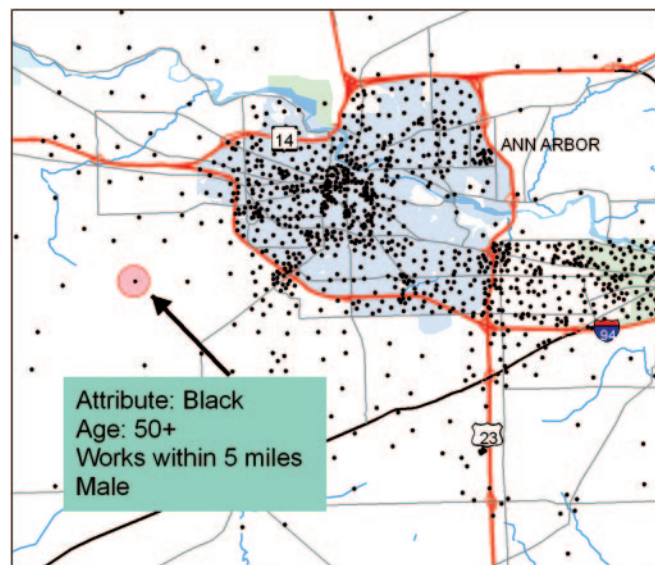 14
ANN ARBOR
94
Attribute: Black
Age: 50+
Works within 5 miles
Male
23